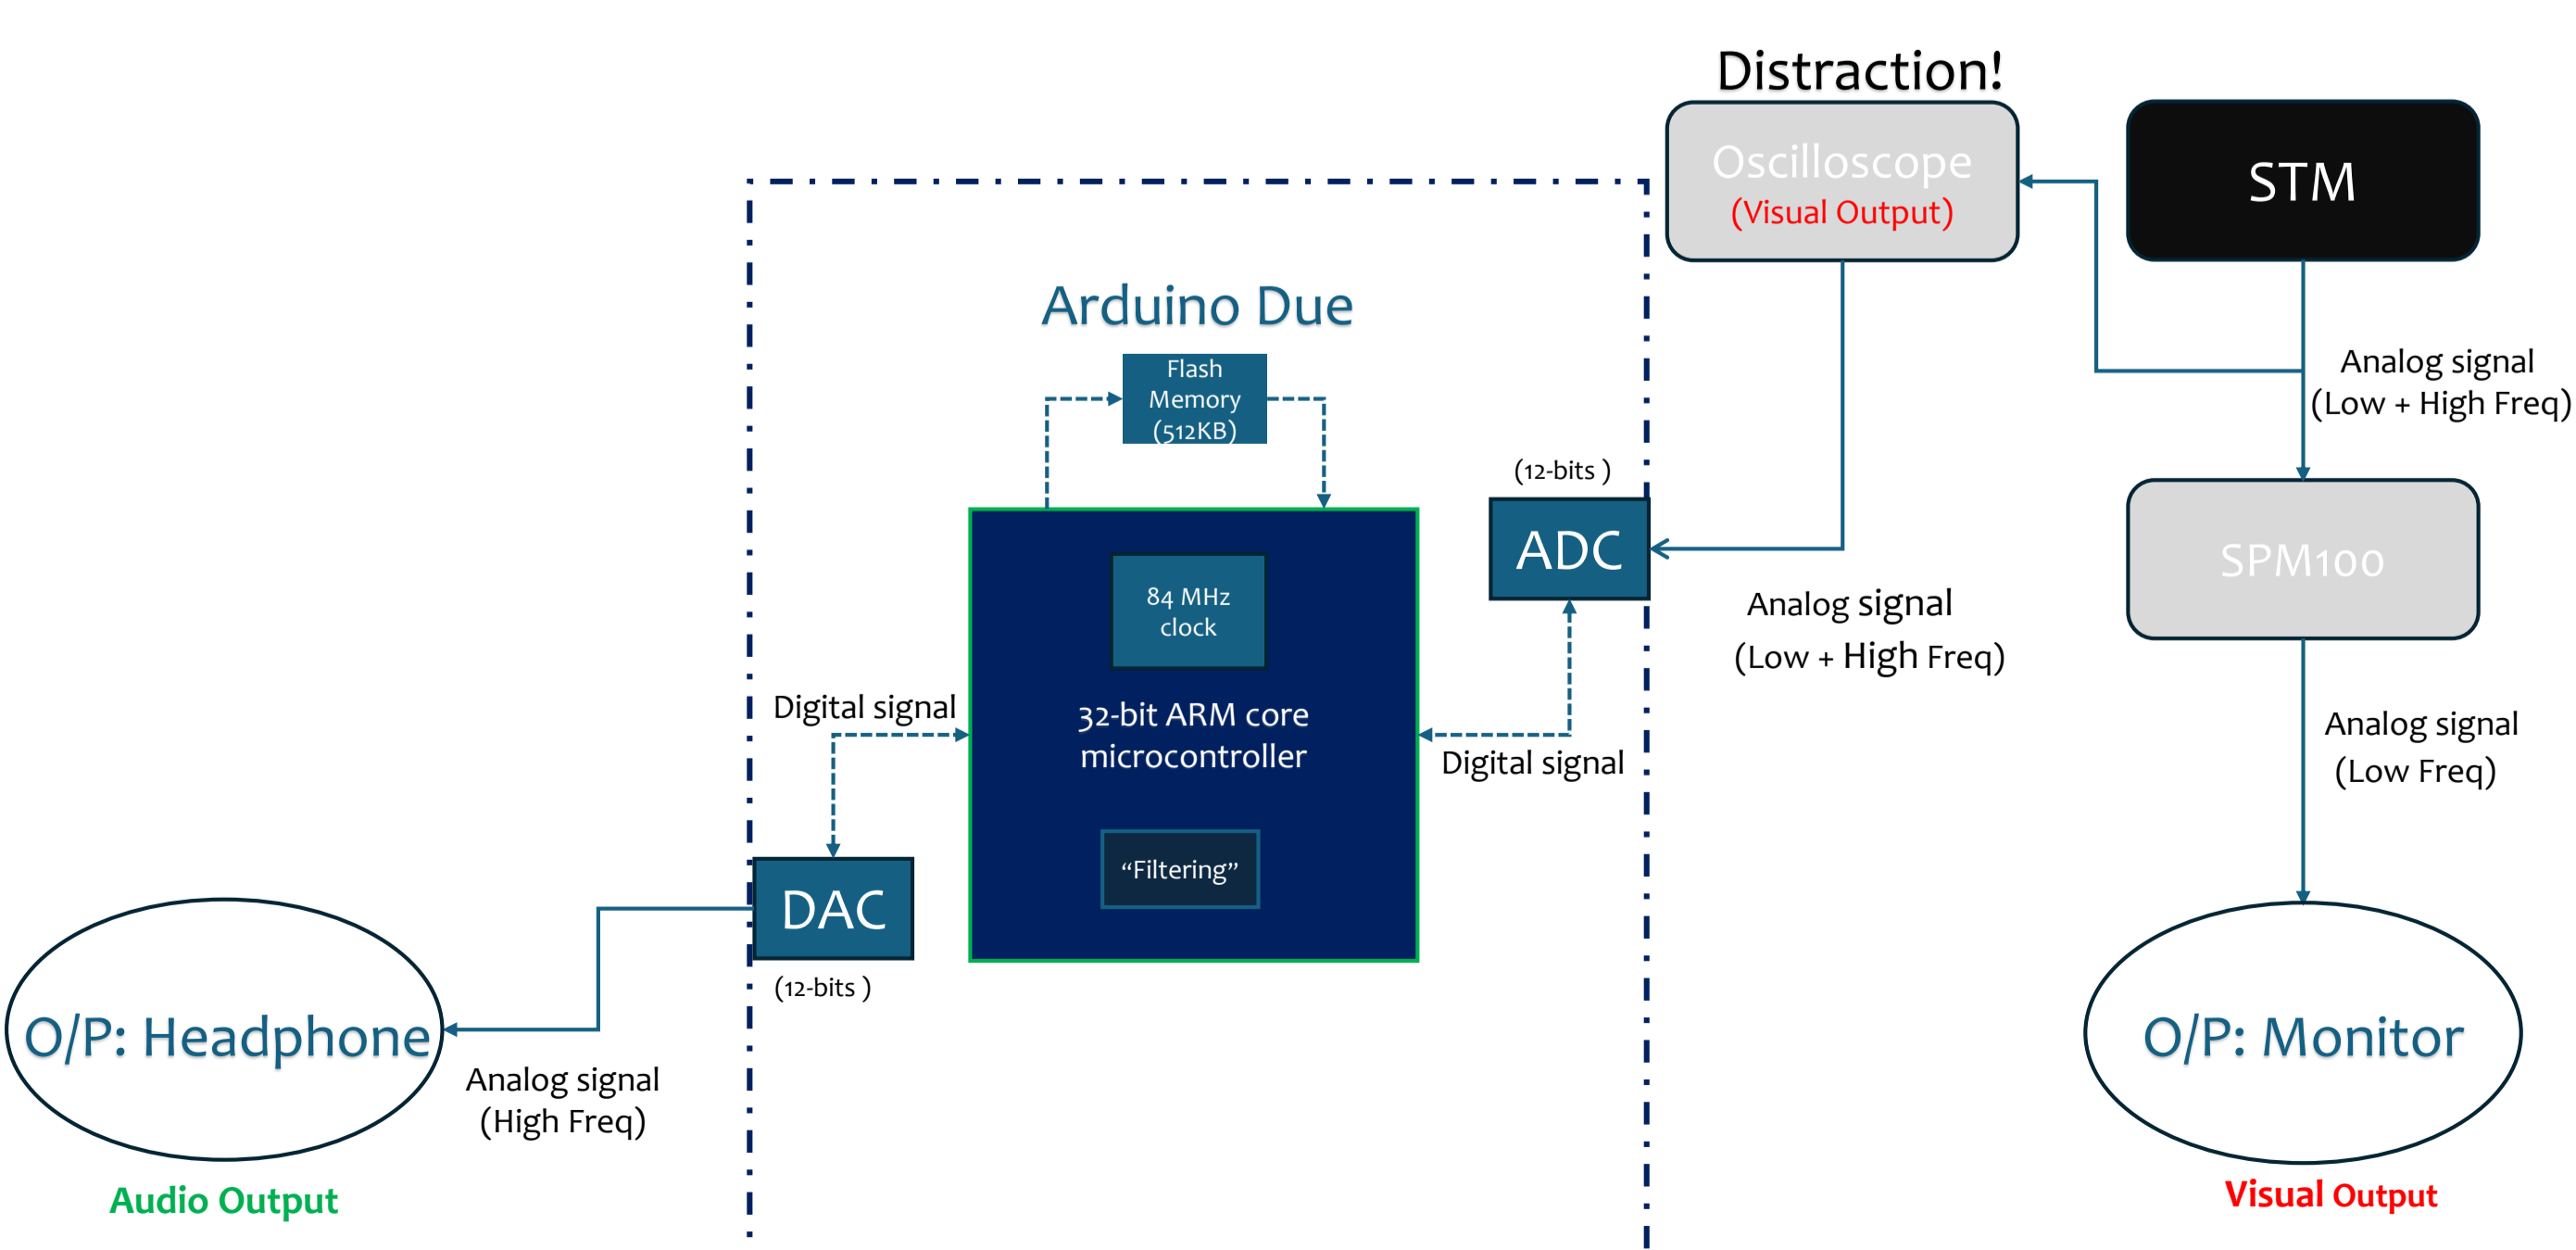 Distraction!
Oscilloscope
(Visual Output)
STM
Analog signal
(Low + High Freq)
Arduino Due
Flash
Memory
(512KB)
(12-bits )
ADC
SPM100
84 MHz
clock
Analog signal
(Low + High Freq)
32-bit ARM core
microcontroller
Digital signal
Digital signal
Analog signal
(Low Freq)
“Filtering”
DAC
(12-bits )
O/P: Headphone
Analog signal
(High Freq)
Audio Output
O/P: Monitor
Visual Output